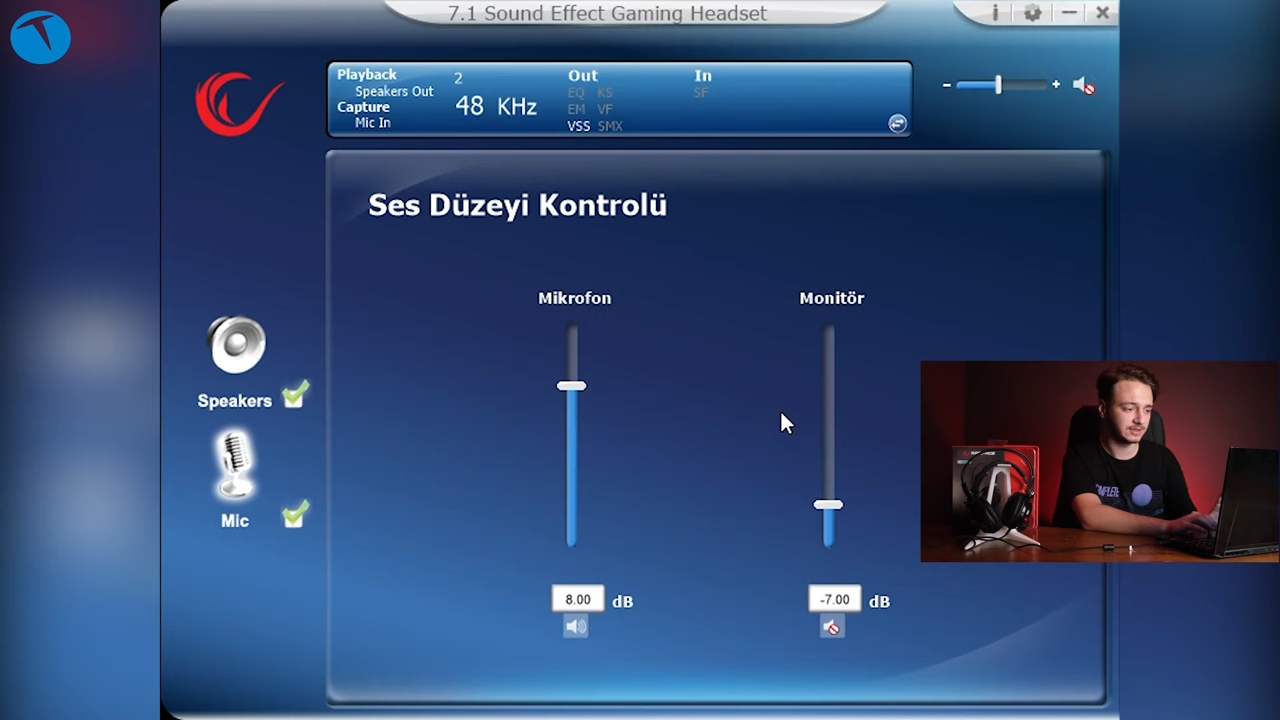 7.1 Sound Effect Gaming Headset
Playback
Speakers Out
Capture
Mic In
2
48 KHz
Out
EQ KS
EM VF
VSS SMX
In
SF
- +
Ses Düzeyi Kontrolü
Mikrofon
Monitör
Speakers
Mic
8.00 dB
-7.00 dB